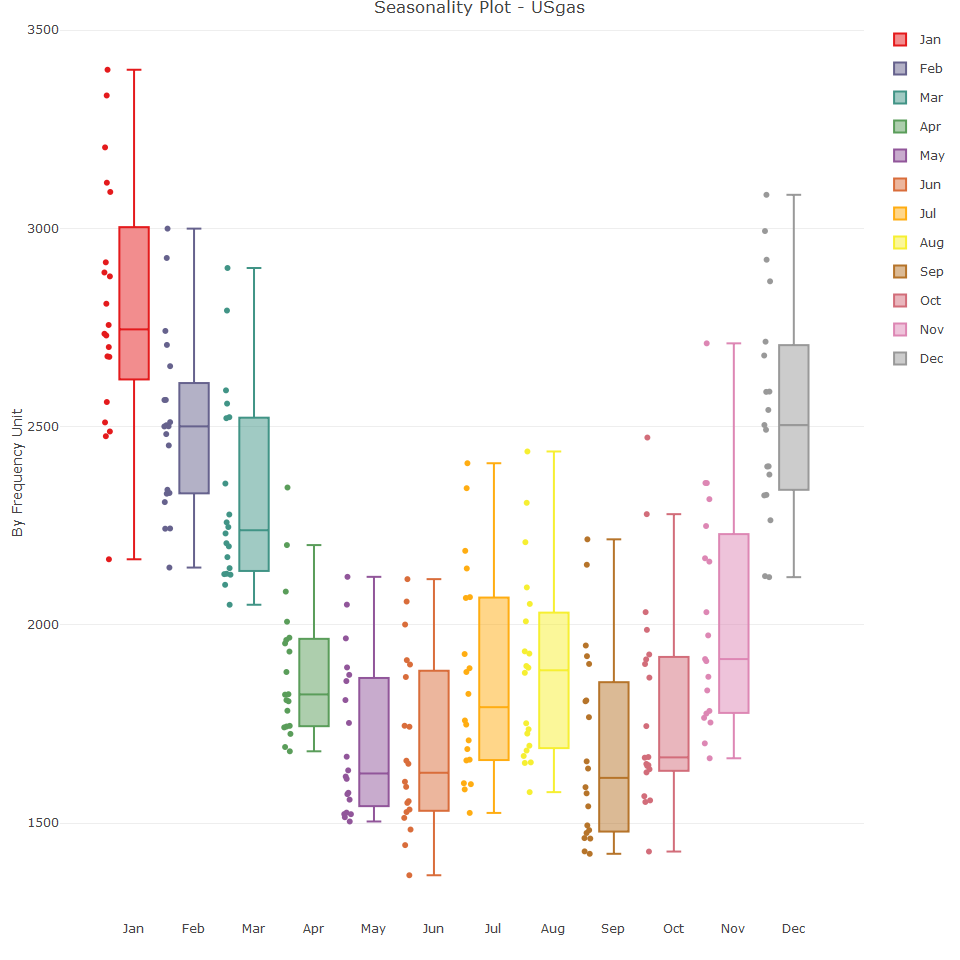 Seasonality Plot - USgas
3500
3000
2500
2000
1500
By Frequency Unit
Jan
Feb
Mar
Apr
May
Jun
Jul
Aug
Sep
Oct
Nov
Dec
Jan
Feb
Mar
Apr
May
Jun
Jul
Aug
Sep
Oct
Nov
Dec